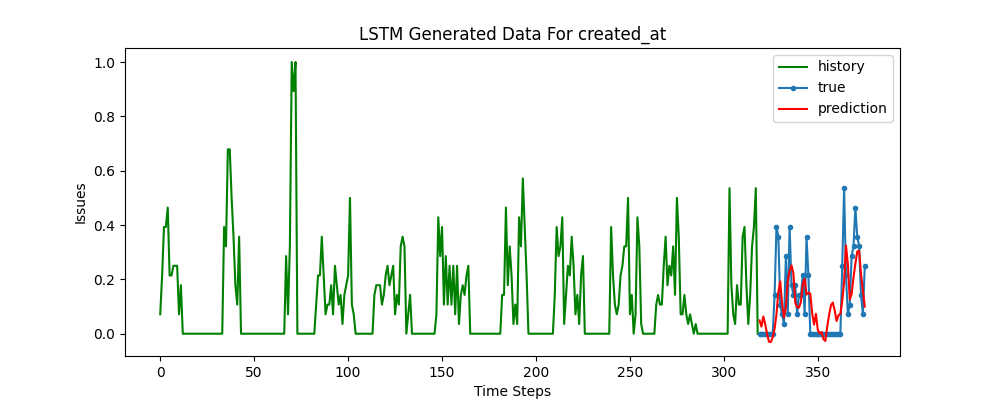 LSTM Generated Data For created_at
history
true
prediction
1.0
0.8
0.6
0.4
0.2
0.0
Issues
0 50 100 150 200 250 300 350
Time Steps